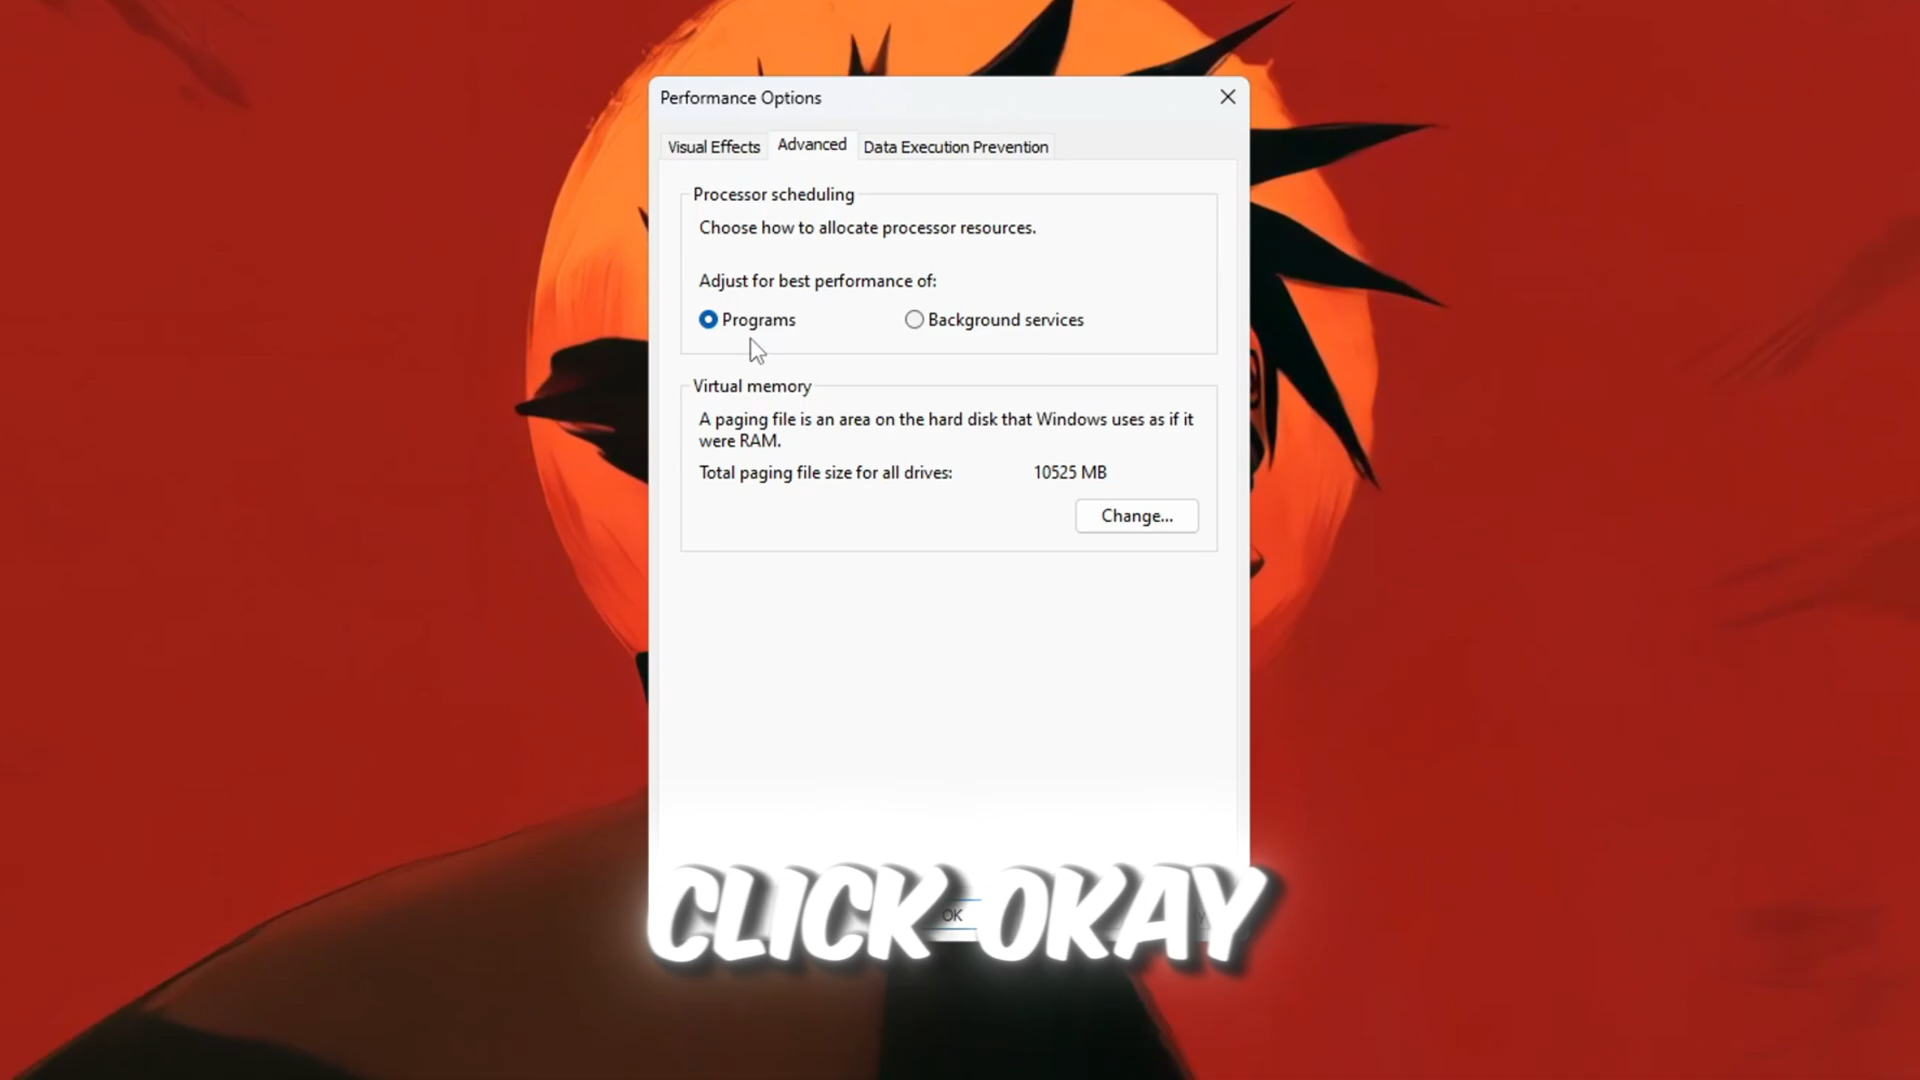 Performance Options
Visual Effects
Advanced
Data Execution Prevention
Processor scheduling
Choose how to allocate processor resources.
Adjust for best performance of:
Programs
Background services
Virtual memory
A paging file is an area on the hard disk that Windows uses as if it
were RAM.
Total paging file size for all drives:
10525 MB
Change...
CLICK OKAY
OK